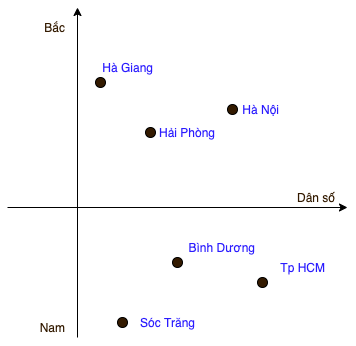 Bắc
Hà Giang
Hà Nội
Hải Phòng
Dân số
Bình Dương
Tp HCM
Sóc Trăng
Nam